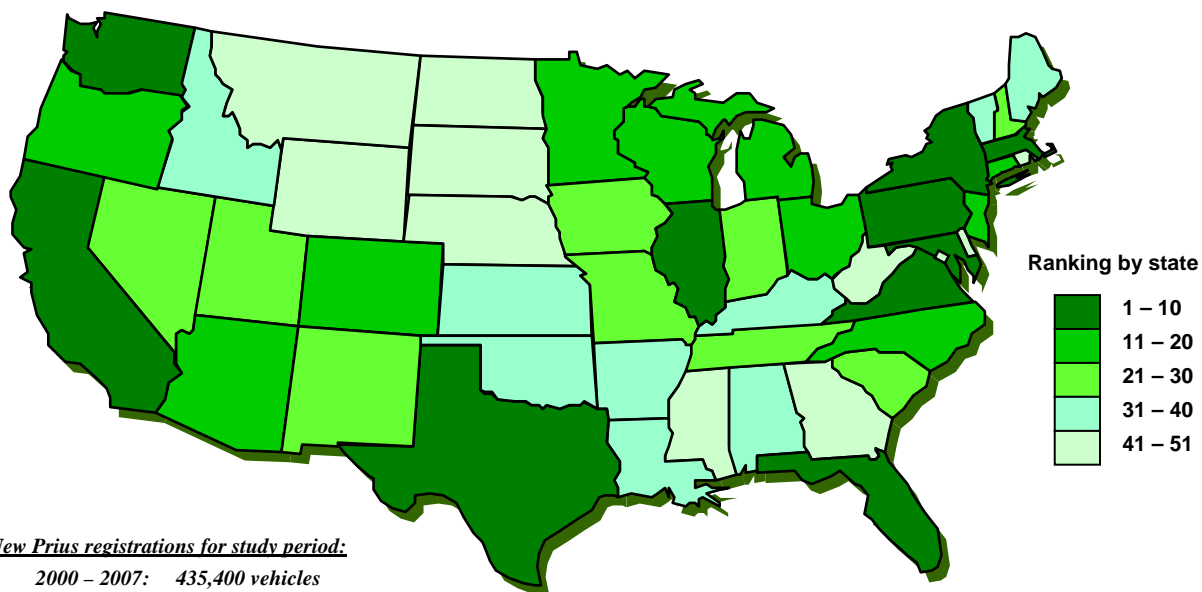 Ranking by state
1 – 10
11 – 20
21 – 30
31 – 40
41 – 51
New Prius registrations for study period:
2000 – 2007: 435,400 vehicles